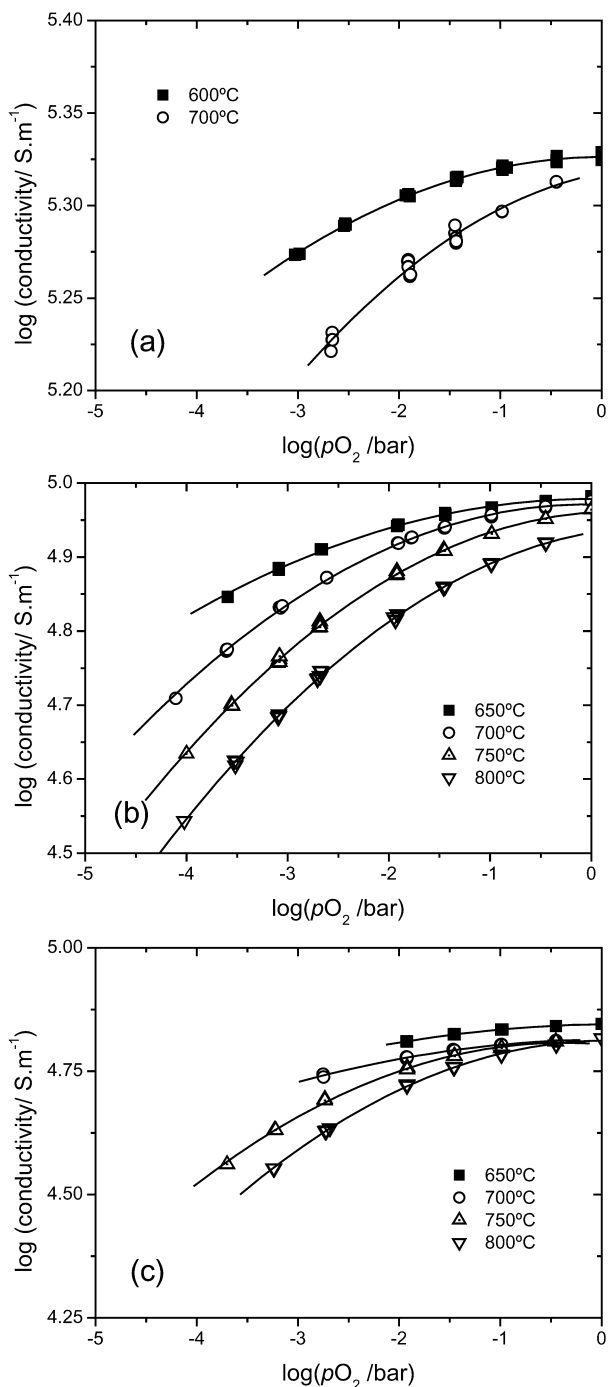 5.40
5.35
5.30
5.25
5.20
log (conductivity/ S.m⁻¹)
600ºC
700ºC
(a)
-5 -4 -3 -2 -1 0
log(pO₂ /bar)
5.0
4.9
4.8
4.7
4.6
4.5
log (conductivity/ S.m⁻¹)
650ºC
700ºC
750ºC
800ºC
(b)
-5 -4 -3 -2 -1 0
log(pO₂ /bar)
5.00
4.75
4.50
4.25
log (conductivity/ S.m⁻¹)
650ºC
700ºC
750ºC
800ºC
(c)
-5 -4 -3 -2 -1 0
log(pO₂ /bar)